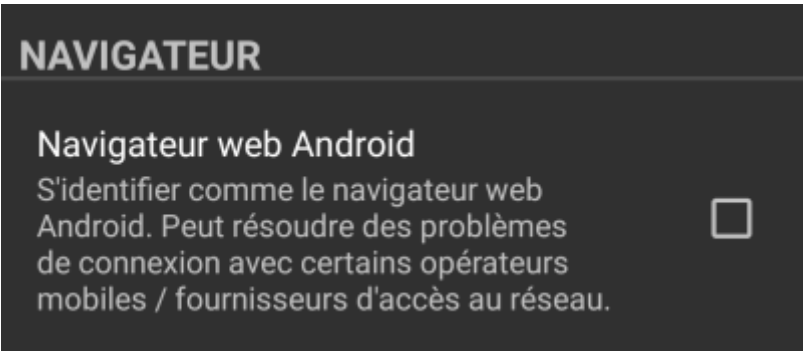 NAVIGATEUR
Navigateur web Android
S'identifier comme le navigateur web
Android. Peut résoudre des problèmes
de connexion avec certains opérateurs
mobiles / fournisseurs d'accès au réseau.